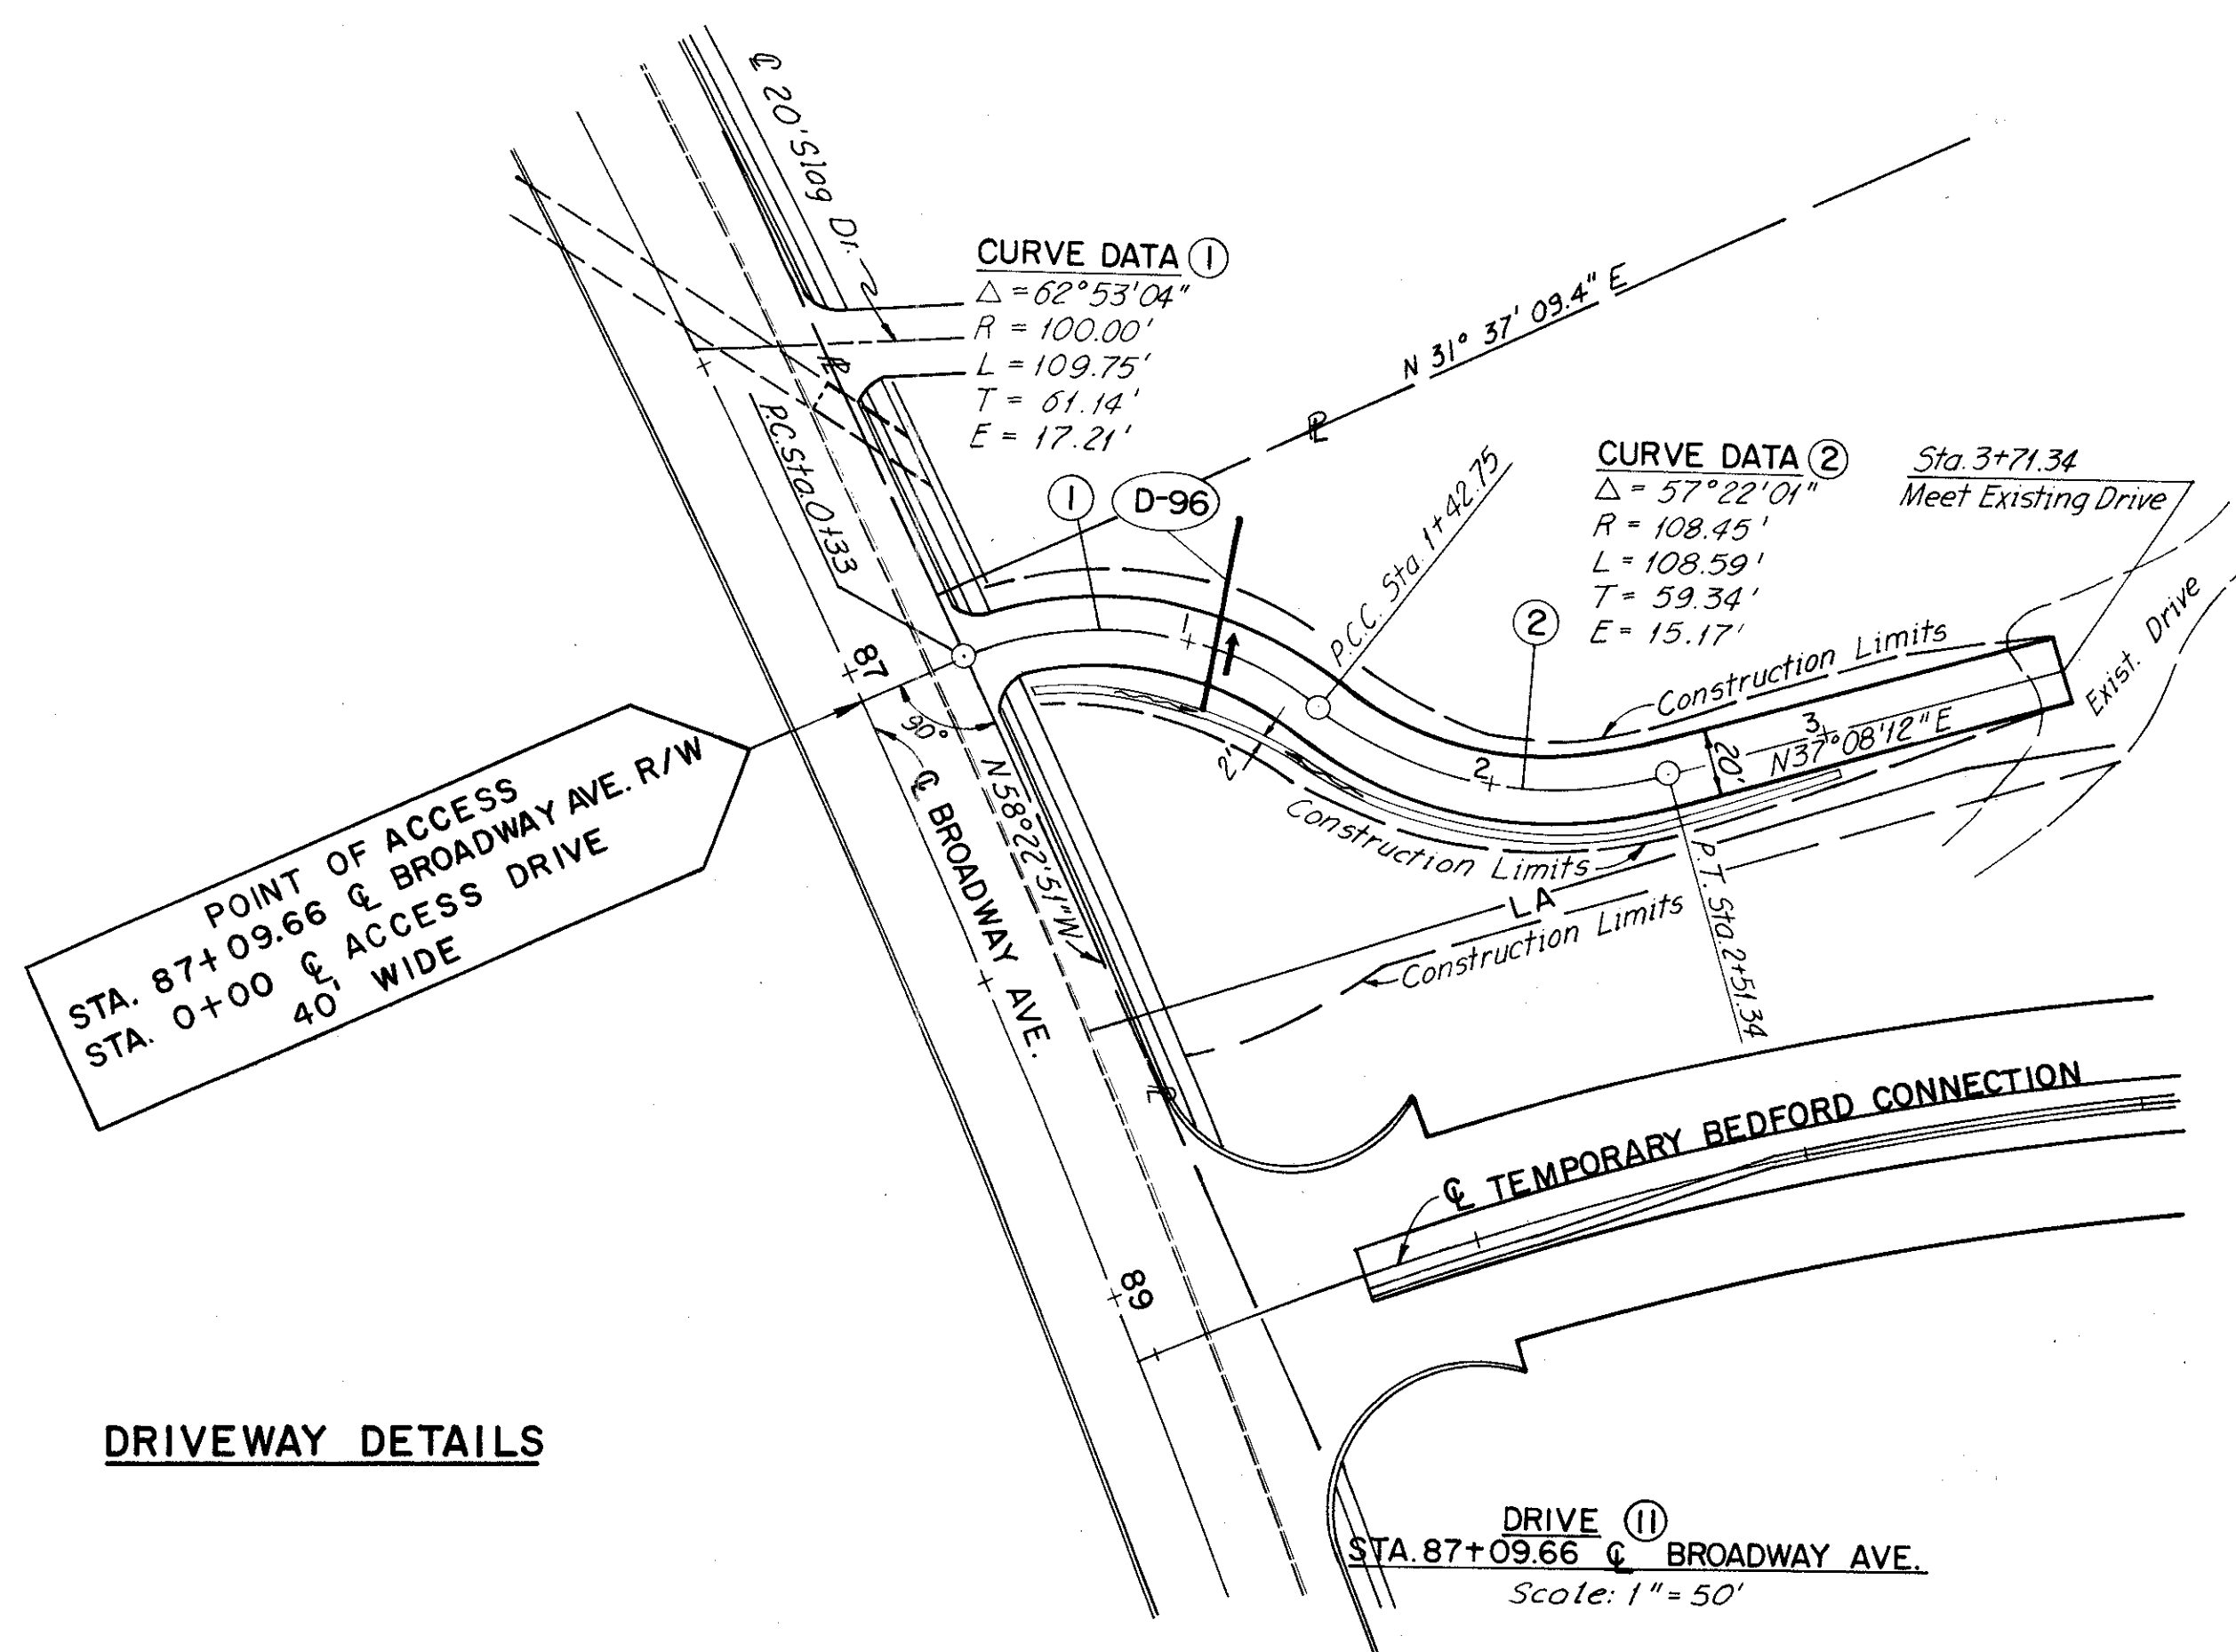 ℄ 20' Slag Dr.
CURVE DATA ①
△ = 62°53'04"
R = 100.00'
L = 109.75'
T = 61.14'
E = 17.21'
N 31° 37' 09.4" E
P.C. Sta. 0+33
℄
℄
①
D-96
P.C.C. Sta. 1+42.75
CURVE DATA ②
△ = 57°22'01"
R = 108.45'
L = 108.59'
T = 59.34'
E = 15.17'
Sta. 3+71.34
Meet Existing Drive
②
1
2
3
Construction Limits
Exist. Drive
N37°08'12"E
20'
87
90°
2'
POINT OF ACCESS
STA. 87+09.66 ℄ BROADWAY AVE. R/W
STA. 0+00 ℄ ACCESS DRIVE
40' WIDE
℄ BROADWAY AVE.
N58°22'51"W
Construction Limits
LA
Construction Limits
P.T. Sta. 2+51.34
℄ TEMPORARY BEDFORD CONNECTION
89
DRIVEWAY DETAILS
DRIVE ⑪
STA. 87+09.66 ℄ BROADWAY AVE.
Scale: 1" = 50'